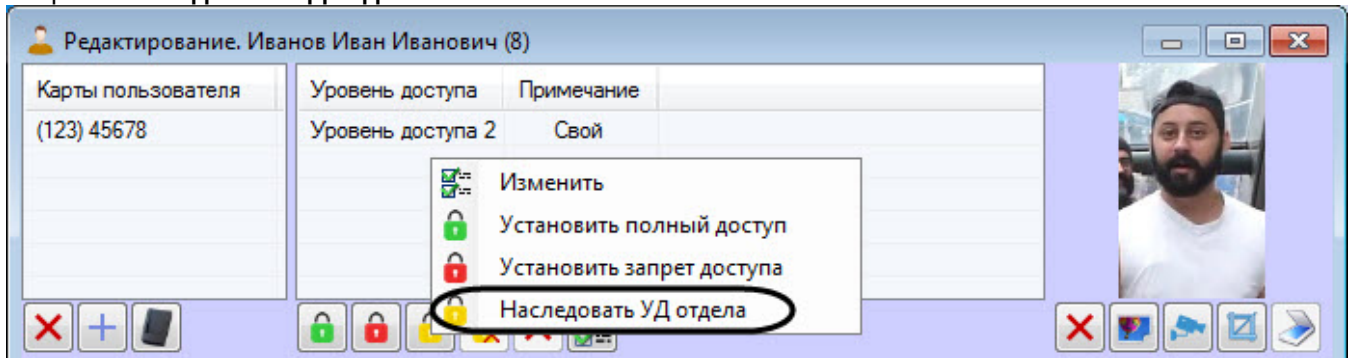 Редактирование. Иванов Иван Иванович (8)
Карты пользователя
Уровень доступа
Примечание
(123) 45678
Уровень доступа 2
Свой
Изменить
Установить полный доступ
Установить запрет доступа
Наследовать УД отдела